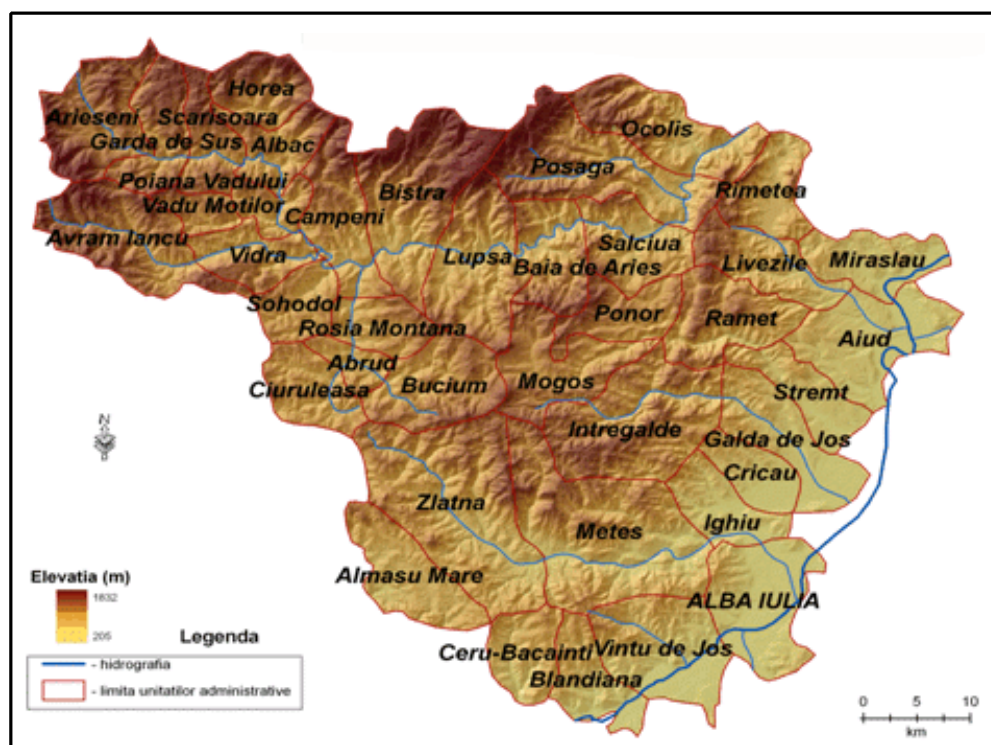 Horea
Arieseni
Scarisoara
Ocolis
Garda de Sus
Albac
Posaga
Poiana Vadului
Bistra
Rimetea
Vadu Motilor
Campeni
Avram Iancu
Vidra
Lupsa
Salciua
Baia de Aries
Livezile
Miraslau
Sohodol
Ponor
Ramet
Rosia Montana
Aiud
Abrud
Ciuruleasa
Bucium
Mogos
Stremt
Intregalde
Galda de Jos
N
Cricau
Zlatna
Ighiu
Metes
Almasu Mare
ALBA IULIA
Ceru-Bacainti
Vintu de Jos
Blandiana
Elevatia (m)
1832
205
Legenda
- hidrografia
- limita unitatilor administrative
0 5 10
km